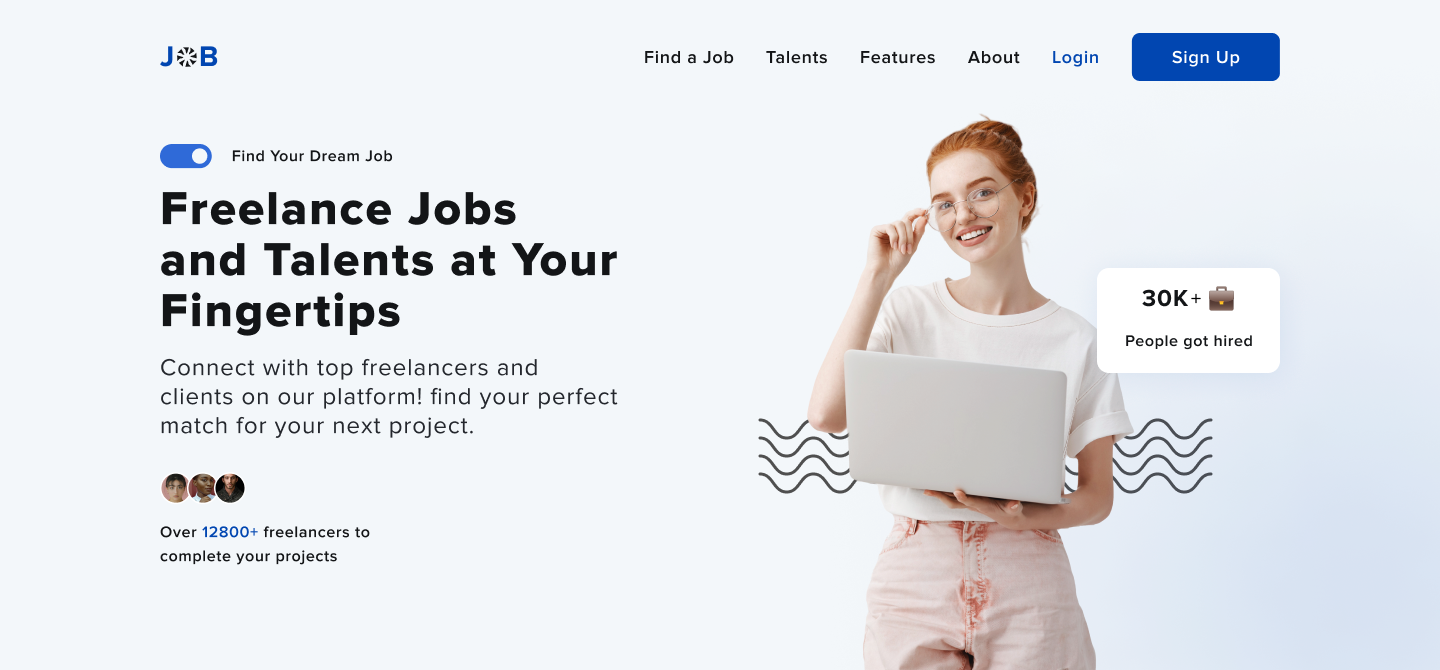 JOB
Find a Job Talents Features About Login Sign Up
Find Your Dream Job
Freelance Jobs
and Talents at Your
Fingertips
Connect with top freelancers and
clients on our platform! find your perfect
match for your next project.
Over 12800+ freelancers to
complete your projects
30K+
People got hired